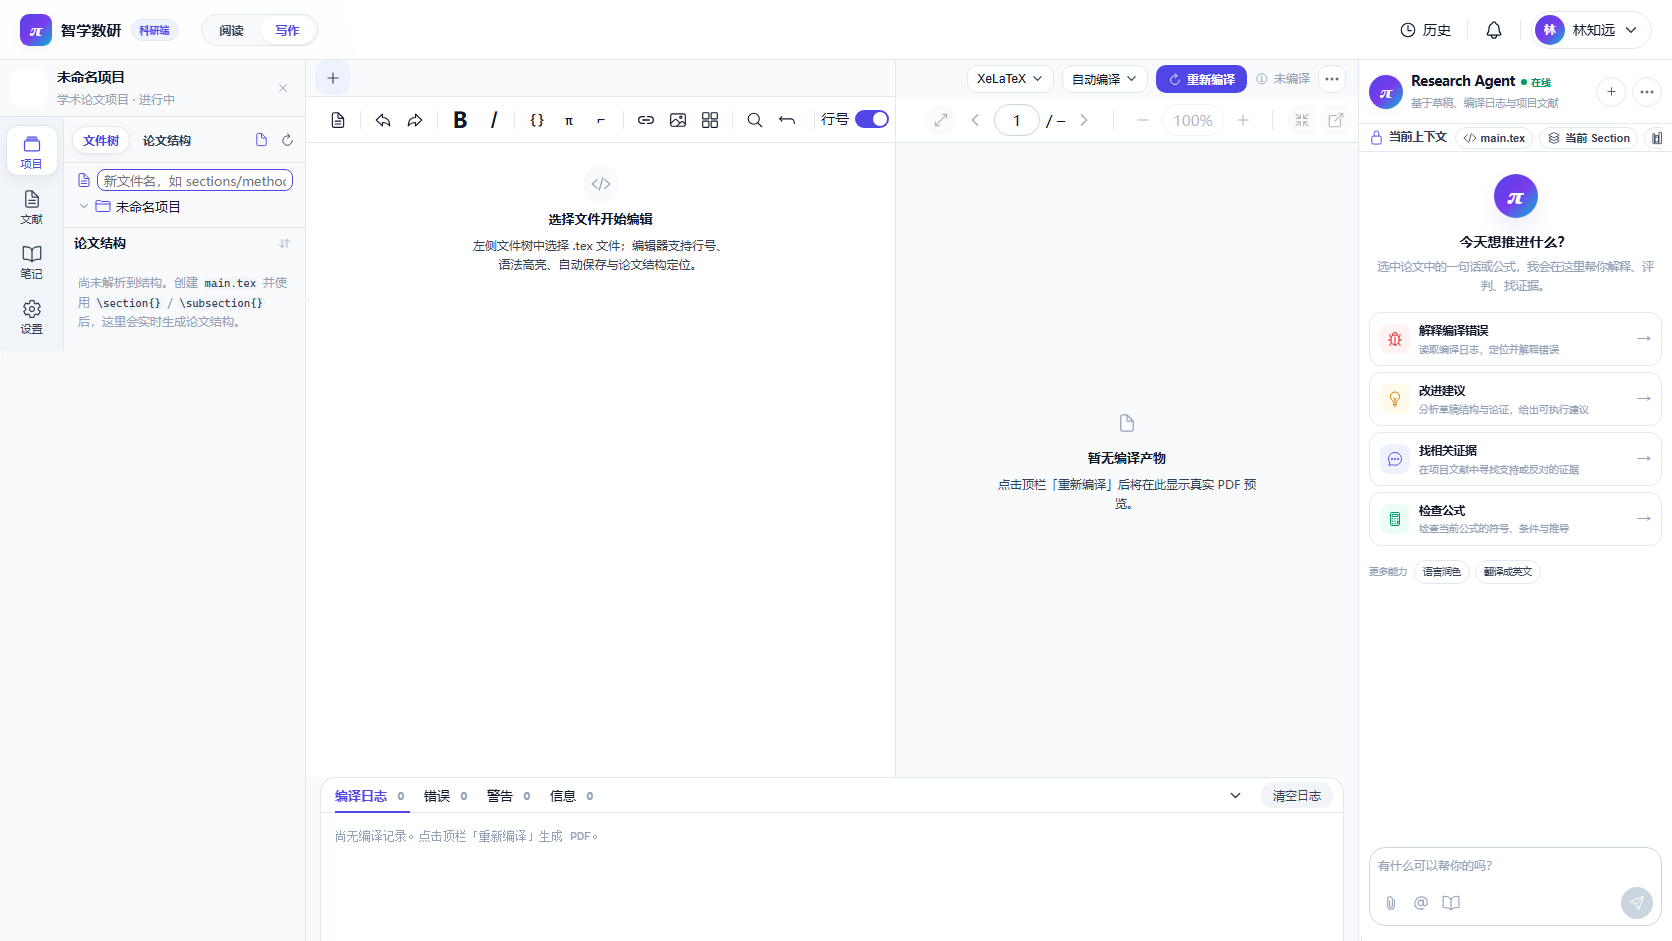 π 智学数研 科研端 阅读 写作
历史 林 林知远
未命名项目
学术论文项目 · 进行中
项目
文献
笔记
设置
文件树 论文结构
新文件名，如 sections/methoc
未命名项目
论文结构
尚未解析到结构。创建 main.tex 并使
用 \section{} / \subsection{}
后，这里会实时生成论文结构。
XeLaTeX 自动编译 重新编译 未编译
B I {} π 行号
1 / – 100%
选择文件开始编辑
左侧文件树中选择 .tex 文件；编辑器支持行号、
语法高亮、自动保存与论文结构定位。
暂无编译产物
点击顶栏「重新编译」后将在此显示真实 PDF 预
览。
编译日志 0 错误 0 警告 0 信息 0 清空日志
尚无编译记录。点击顶栏「重新编译」生成 PDF。
π Research Agent 在线
基于草稿、编译日志与项目文献
当前上下文 </> main.tex 当前 Section
π
今天想推进什么？
选中论文中的一句话或公式，我会在这里帮你解释、评
判、找证据。
解释编译错误
读取编译日志，定位并解释错误
改进建议
分析草稿结构与论证，给出可执行建议
找相关证据
在项目文献中寻找支持或反对的证据
检查公式
检查当前公式的符号、条件与推导
更多能力 语言润色 翻译成英文
有什么可以帮你的吗？
@